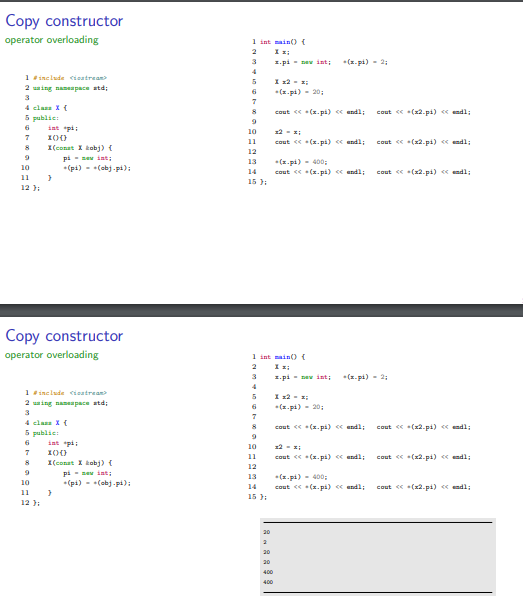 Copy constructor
operator overloading
1 #include <iostream>
2 using namespace std;
3
4 class X {
5 public:
6 int *pi;
7 X(){}
8 X(const X &obj) {
9 pi = new int;
10 *(pi) = *(obj.pi);
11 }
12 };
1 int main() {
2 X x;
3 x.pi = new int; *(x.pi) = 2;
4
5 X x2 = x;
6 *(x.pi) = 20;
7
8 cout << *(x.pi) << endl; cout << *(x2.pi) << endl;
9
10 x2 = x;
11 cout << *(x.pi) << endl; cout << *(x2.pi) << endl;
12
13 *(x.pi) = 400;
14 cout << *(x.pi) << endl; cout << *(x2.pi) << endl;
15 };
Copy constructor
operator overloading
1 #include <iostream>
2 using namespace std;
3
4 class X {
5 public:
6 int *pi;
7 X(){}
8 X(const X &obj) {
9 pi = new int;
10 *(pi) = *(obj.pi);
11 }
12 };
1 int main() {
2 X x;
3 x.pi = new int; *(x.pi) = 2;
4
5 X x2 = x;
6 *(x.pi) = 20;
7
8 cout << *(x.pi) << endl; cout << *(x2.pi) << endl;
9
10 x2 = x;
11 cout << *(x.pi) << endl; cout << *(x2.pi) << endl;
12
13 *(x.pi) = 400;
14 cout << *(x.pi) << endl; cout << *(x2.pi) << endl;
15 };
20
2
20
20
400
400